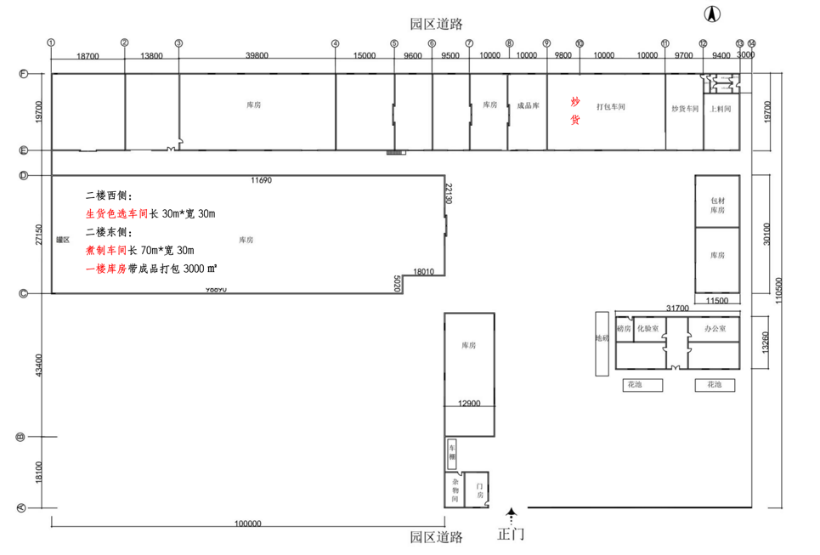 园区道路
① ② ③ ④ ⑤ ⑥ ⑦ ⑧ ⑨ ⑩ ⑪ ⑫ ⑬ ⑭
18700 13800 39800 15000 9600 9500 10000 10000 9800 10000 10000 9700 9400 3000
F
19700
库房
库房
成品库
炒货
打包车间
炒货车间
上料间
19700
E
D
11690
22130
二楼西侧：
生货色选车间长 30m*宽 30m
二楼东侧：
煮制车间长 70m*宽 30m
一楼库房带成品打包 3000 ㎡
罐区
库房
27150
18010
5020
C
包材库房
库房
30100
11500
110500
31700
地磅
磅房
化验室
办公室
13260
花池
花池
43400
库房
12900
B
车棚
18100
杂物间
门房
A
100000
园区道路
正门